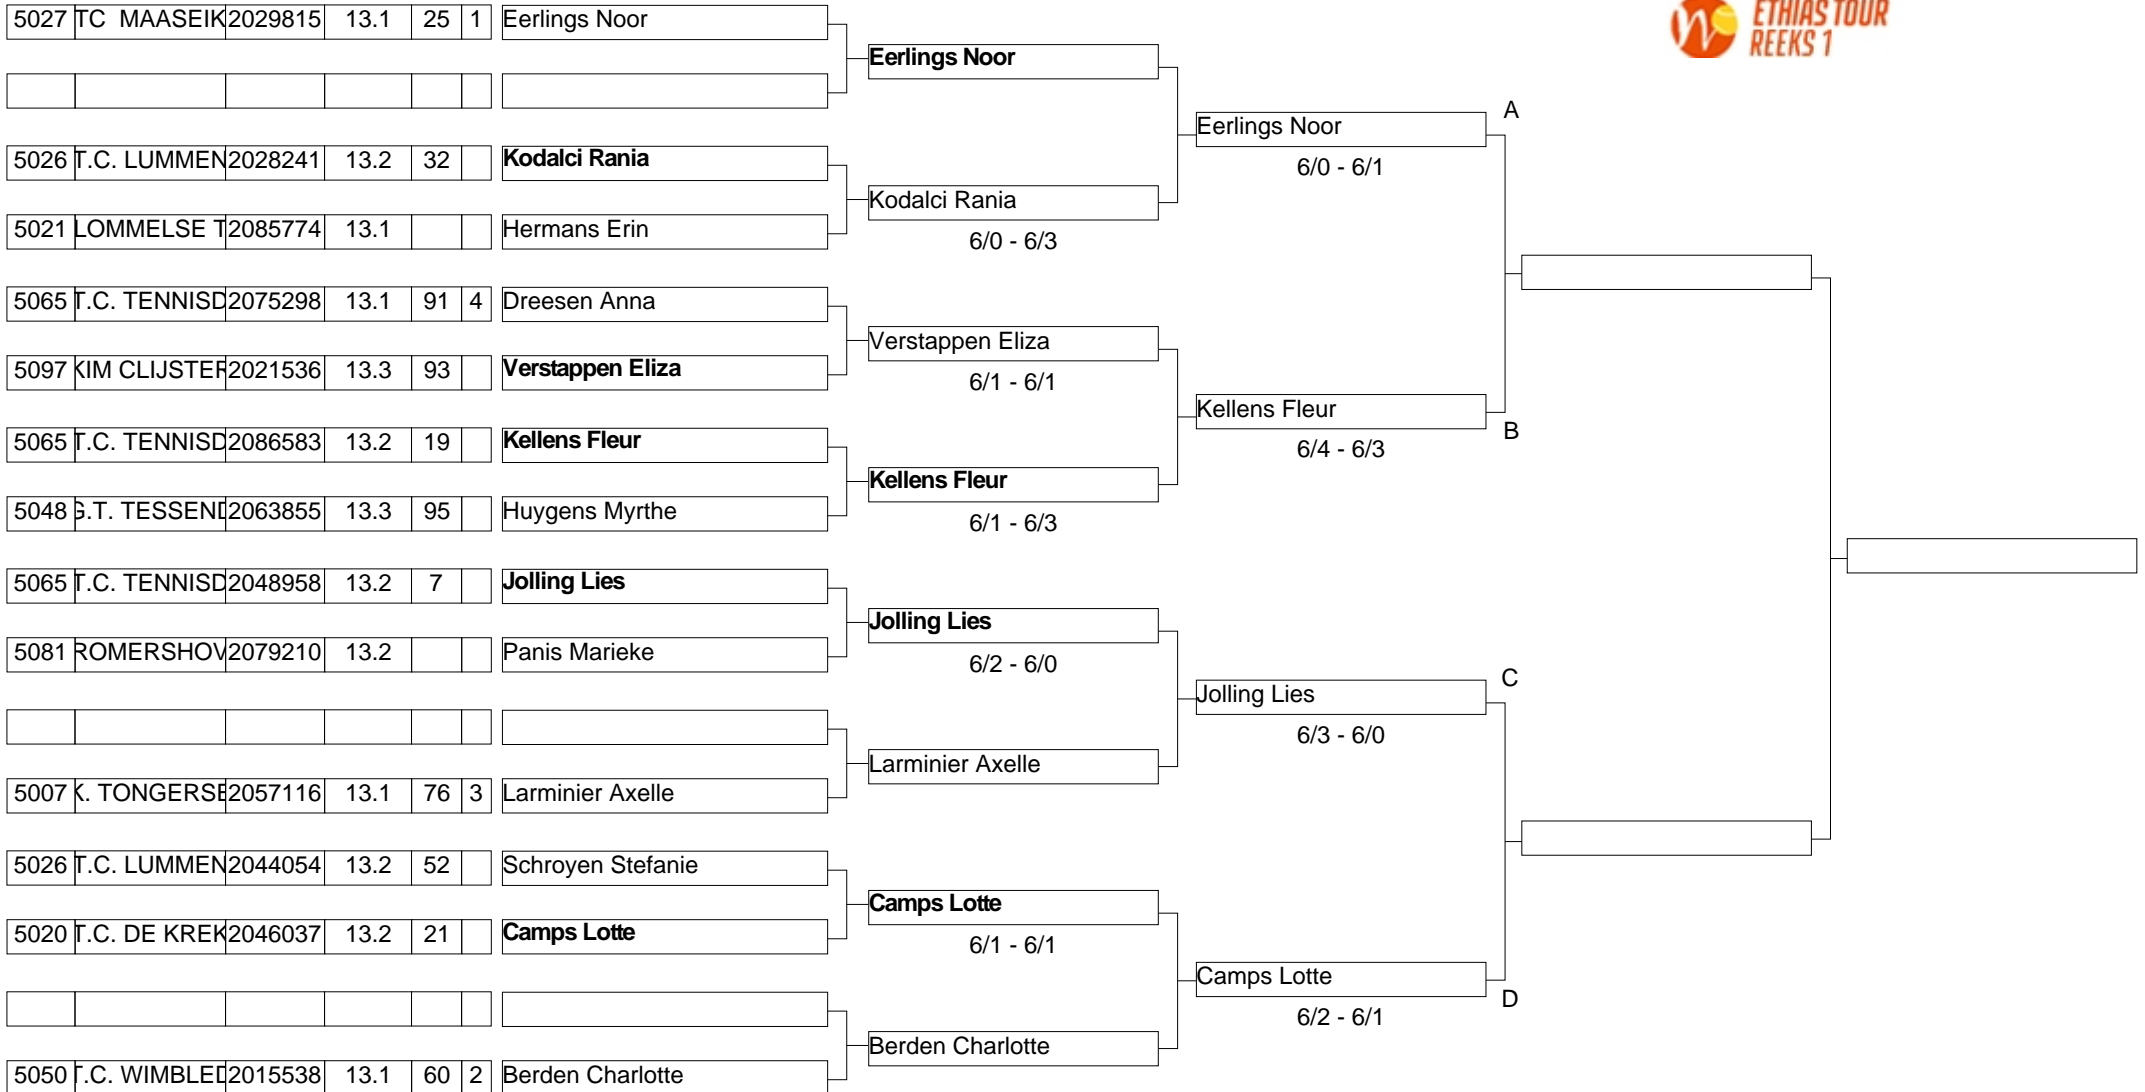 ETHIAS TOUR
REEKS 1
5027 TC MAASEIK 2029815 13.1 25 1 Eerlings Noor
Eerlings Noor
Eerlings Noor
A
6/0 - 6/1
5026 T.C. LUMMEN 2028241 13.2 32 Kodalci Rania
Kodalci Rania
6/0 - 6/3
5021 LOMMELSE T 2085774 13.1 Hermans Erin
5065 T.C. TENNISD 2075298 13.1 91 4 Dreesen Anna
Verstappen Eliza
6/1 - 6/1
5097 KIM CLIJSTER 2021536 13.3 93 Verstappen Eliza
Kellens Fleur
B
6/4 - 6/3
5065 T.C. TENNISD 2086583 13.2 19 Kellens Fleur
Kellens Fleur
6/1 - 6/3
5048 G.T. TESSEND 2063855 13.3 95 Huygens Myrthe
5065 T.C. TENNISD 2048958 13.2 7 Jolling Lies
Jolling Lies
6/2 - 6/0
5081 ROMERSHOV 2079210 13.2 Panis Marieke
Jolling Lies
C
6/3 - 6/0
Larminier Axelle
5007 K. TONGERSE 2057116 13.1 76 3 Larminier Axelle
5026 T.C. LUMMEN 2044054 13.2 52 Schroyen Stefanie
Camps Lotte
6/1 - 6/1
5020 T.C. DE KREK 2046037 13.2 21 Camps Lotte
Camps Lotte
D
6/2 - 6/1
Berden Charlotte
5050 T.C. WIMBLED 2015538 13.1 60 2 Berden Charlotte